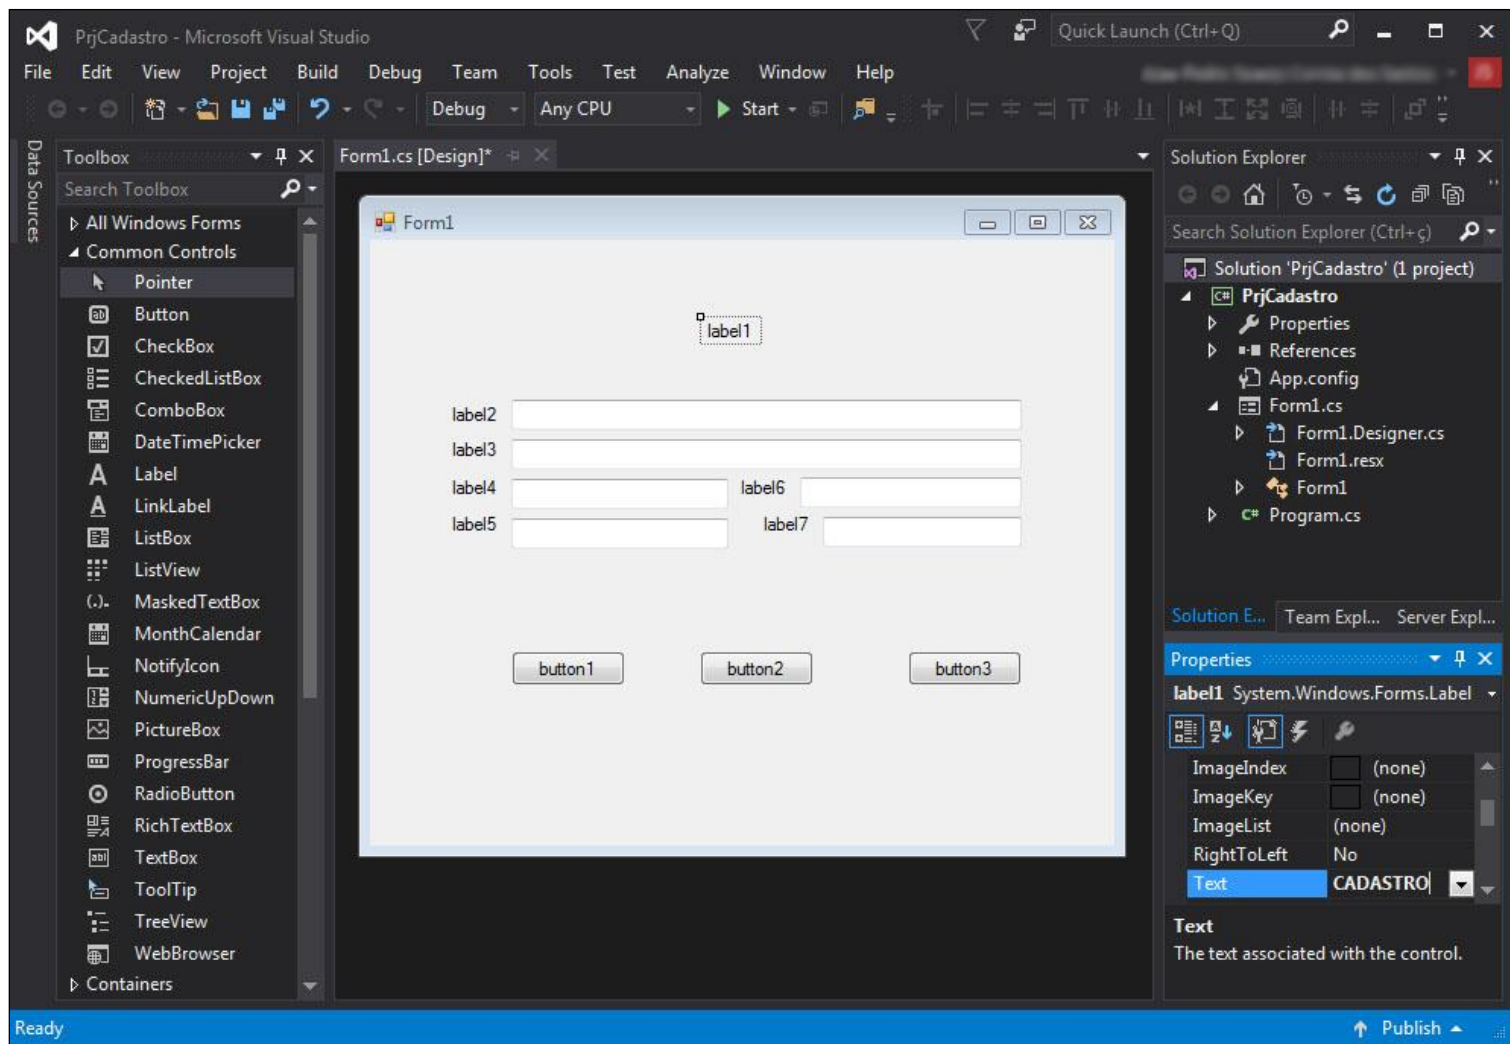 PrjCadastro - Microsoft Visual Studio
Quick Launch (Ctrl+Q)
File Edit View Project Build Debug Team Tools Test Analyze Window Help
Debug Any CPU Start
Data Sources
Toolbox
Search Toolbox
All Windows Forms
Common Controls
Pointer
Button
CheckBox
CheckedListBox
ComboBox
DateTimePicker
Label
LinkLabel
ListBox
ListView
MaskedTextBox
MonthCalendar
NotifyIcon
NumericUpDown
PictureBox
ProgressBar
RadioButton
RichTextBox
TextBox
ToolTip
TreeView
WebBrowser
Containers
Form1.cs [Design]*
Form1
label1
label2
label3
label4 label6
label5 label7
button1 button2 button3
Solution Explorer
Search Solution Explorer (Ctrl+ç)
Solution 'PrjCadastro' (1 project)
PrjCadastro
Properties
References
App.config
Form1.cs
Form1.Designer.cs
Form1.resx
Form1
Program.cs
Solution E... Team Expl... Server Expl...
Properties
label1 System.Windows.Forms.Label
ImageIndex (none)
ImageKey (none)
ImageList (none)
RightToLeft No
Text CADASTRO
Text
The text associated with the control.
Ready
Publish